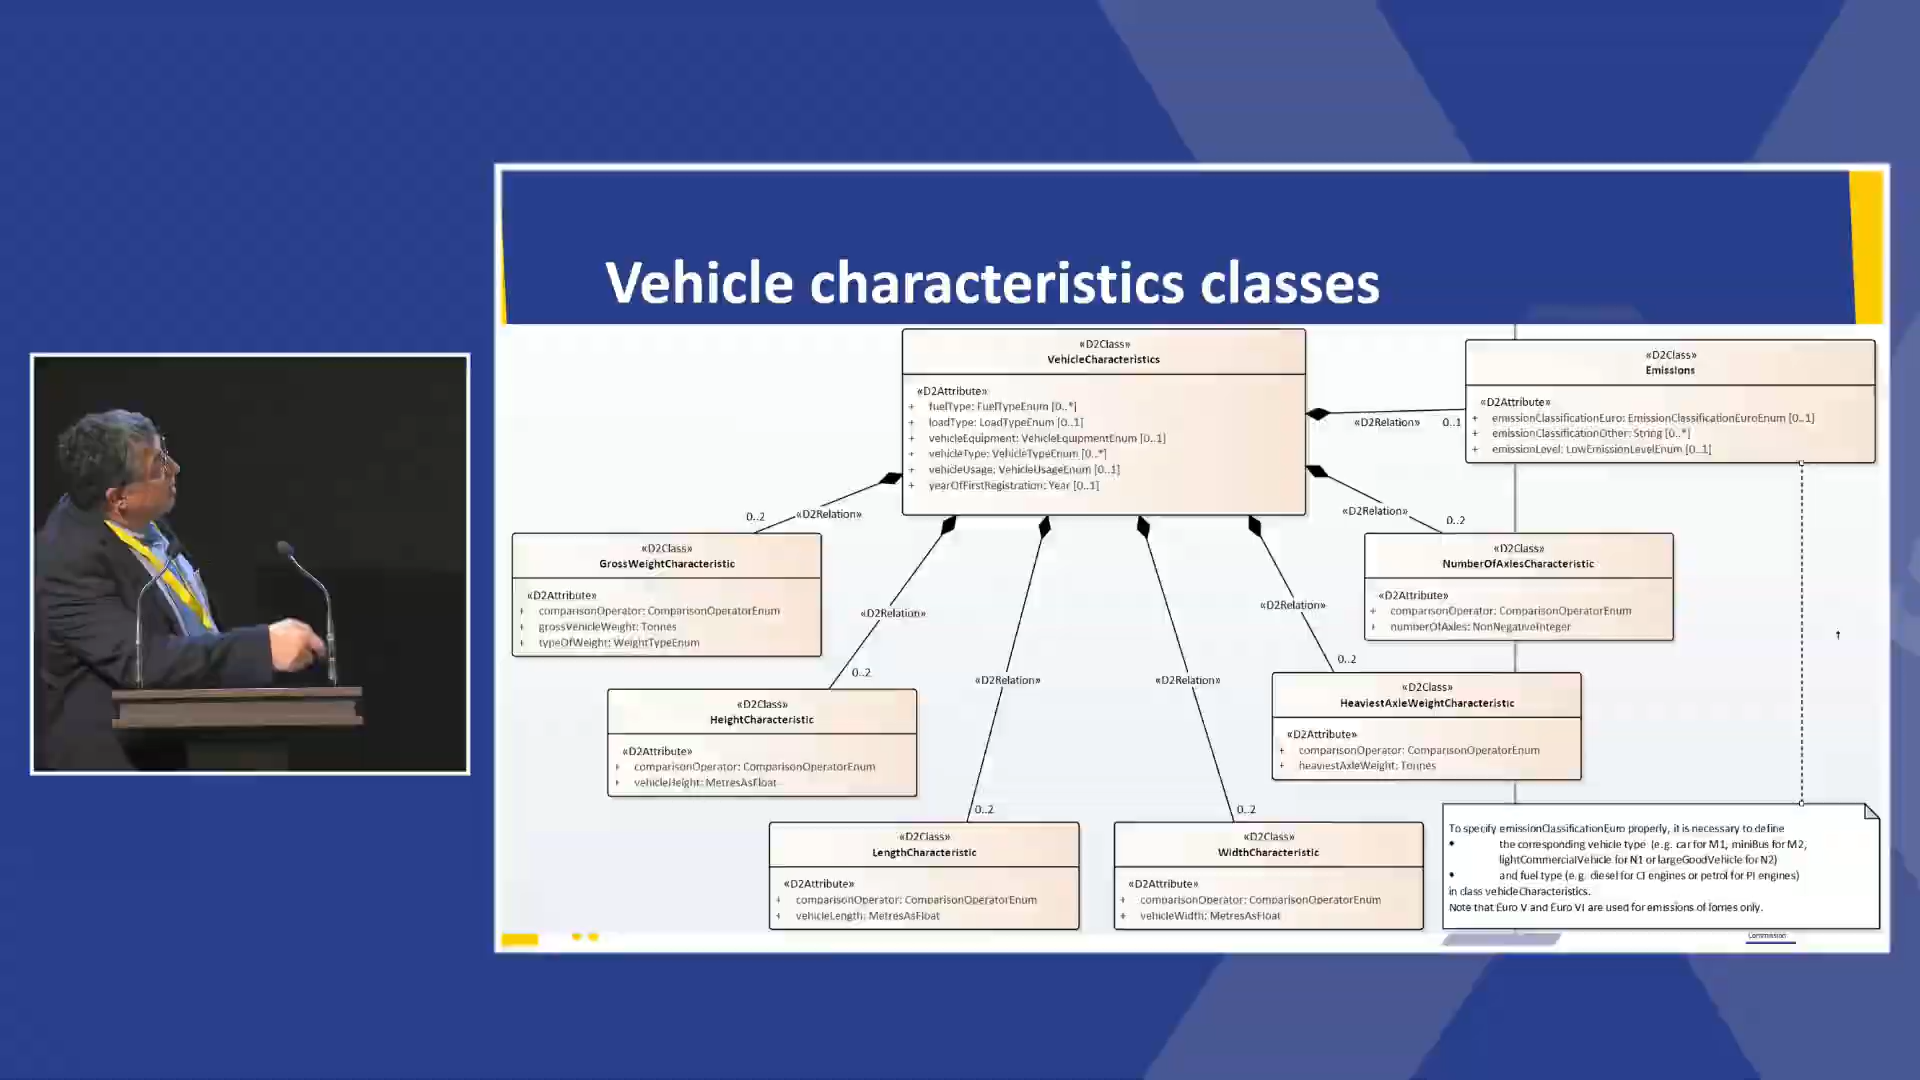 Vehicle characteristics classes
«D2Class»
VehicleCharacteristics
«D2Attribute»
+ fuelType: FuelTypeEnum [0..*]
+ loadType: LoadTypeEnum [0..1]
+ vehicleEquipment: VehicleEquipmentEnum [0..1]
+ vehicleType: VehicleTypeEnum [0..*]
+ vehicleUsage: VehicleUsageEnum [0..1]
+ yearOfFirstRegistration: Year [0..1]
«D2Relation» 0..1
«D2Class»
Emissions
«D2Attribute»
+ emissionClassificationEuro: EmissionClassificationEuroEnum [0..1]
+ emissionClassificationOther: String [0..*]
+ emissionLevel: LowEmissionLevelEnum [0..1]
0..2 «D2Relation»
«D2Relation» 0..2
«D2Class»
GrossWeightCharacteristic
«D2Attribute»
+ comparisonOperator: ComparisonOperatorEnum
+ grossVehicleWeight: Tonnes
+ typeOfWeight: WeightTypeEnum
«D2Class»
NumberOfAxlesCharacteristic
«D2Attribute»
+ comparisonOperator: ComparisonOperatorEnum
+ numberOfAxles: NonNegativeInteger
«D2Relation»
0..2
«D2Relation»
0..2
«D2Relation»
0..2
«D2Relation»
0..2
«D2Class»
HeightCharacteristic
«D2Attribute»
+ comparisonOperator: ComparisonOperatorEnum
+ vehicleHeight: MetresAsFloat
«D2Class»
HeaviestAxleWeightCharacteristic
«D2Attribute»
+ comparisonOperator: ComparisonOperatorEnum
+ heaviestAxleWeight: Tonnes
«D2Class»
LengthCharacteristic
«D2Attribute»
+ comparisonOperator: ComparisonOperatorEnum
+ vehicleLength: MetresAsFloat
«D2Class»
WidthCharacteristic
«D2Attribute»
+ comparisonOperator: ComparisonOperatorEnum
+ vehicleWidth: MetresAsFloat
To specify emissionClassificationEuro properly, it is necessary to define
• the corresponding vehicle type (e.g. car for M1, miniBus for M2,
lightCommercialVehicle for N1 or largeGoodVehicle for N2)
• and fuel type (e.g. diesel for CI engines or petrol for PI engines)
in class vehicleCharacteristics.
Note that Euro V and Euro VI are used for emissions of lorries only.
Commission